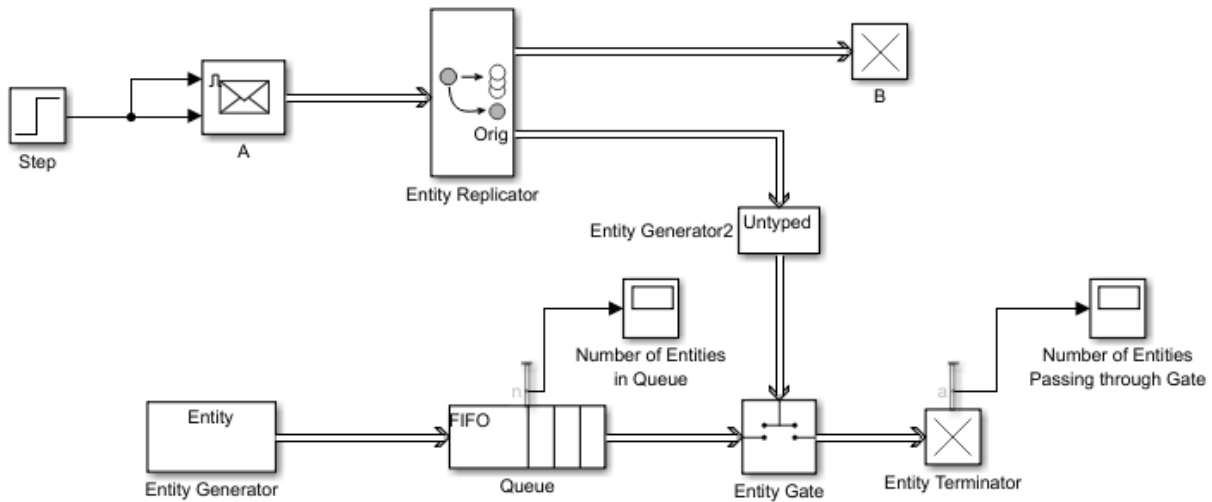 Step
A
Orig
Entity Replicator
B
Entity Generator2
Untyped
Number of Entities
in Queue
Number of Entities
Passing through Gate
n
a
Entity
FIFO
Entity Generator
Queue
Entity Gate
Entity Terminator